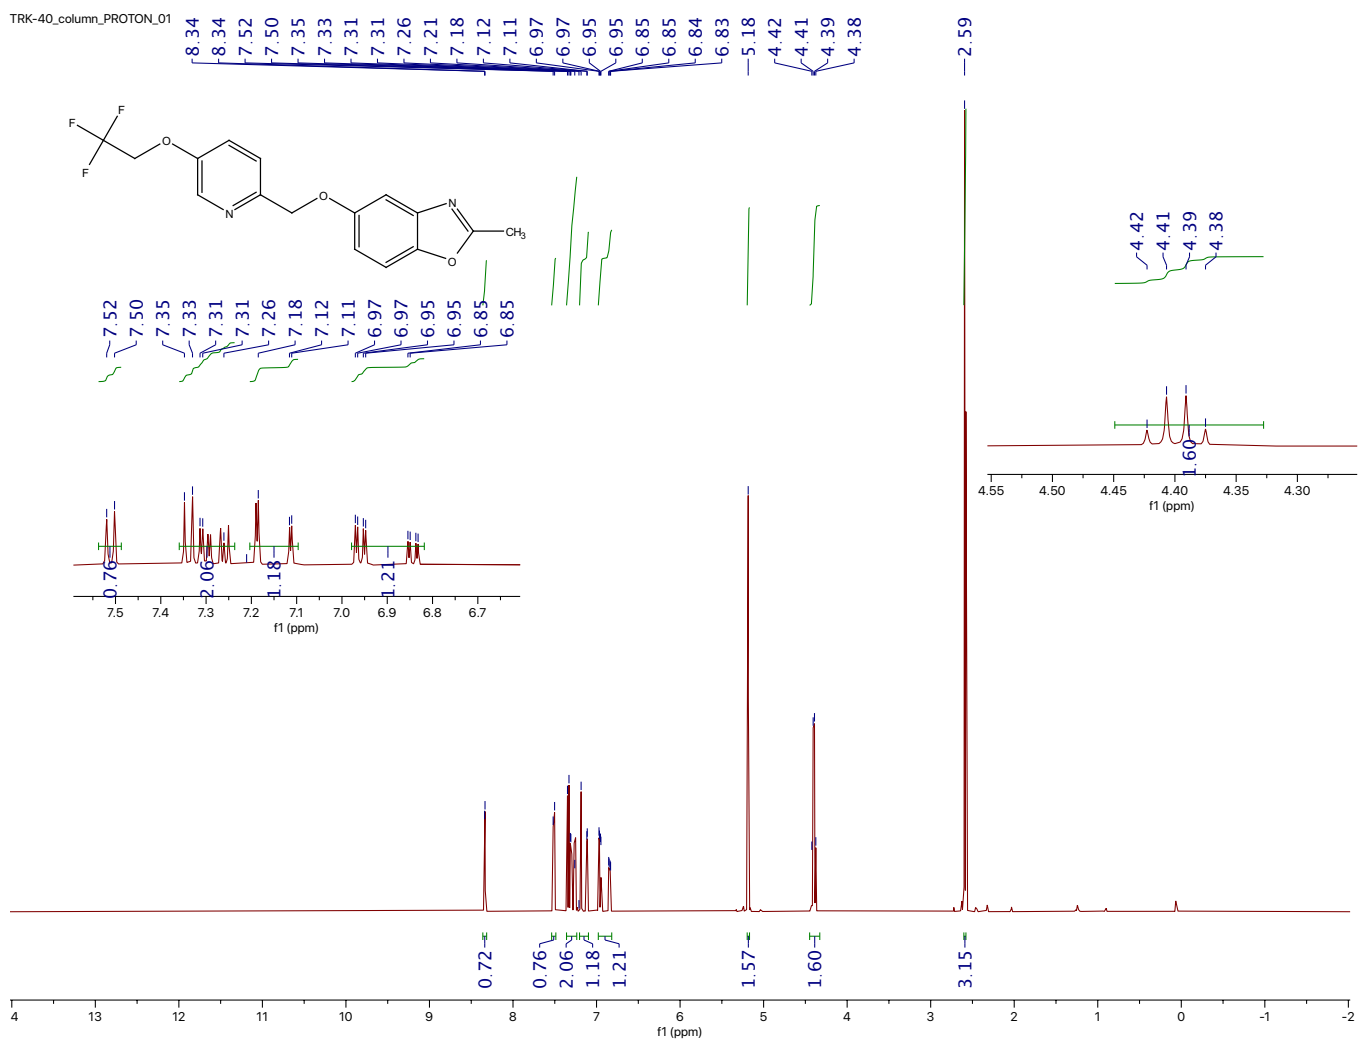 TRK-40_column_PROTON_01
8.34 8.34 7.52 7.50 7.35 7.33 7.31 7.31 7.26 7.21 7.18 7.12 7.11 6.97 6.97 6.95 6.95 6.85 6.85 6.84 6.83 5.18 4.42 4.41 4.39 4.38 2.59
F F F O N O N O CH3
4.42 4.41 4.39 4.38
7.52 7.50 7.35 7.33 7.31 7.31 7.26 7.18 7.12 7.11 6.97 6.97 6.95 6.95 6.85 6.85
1.60
4.55 4.50 4.45 4.40 4.35 4.30
f1 (ppm)
0.76 2.06 1.18 1.21
7.5 7.4 7.3 7.2 7.1 7.0 6.9 6.8 6.7
f1 (ppm)
0.72 0.76 2.06 1.18 1.21 1.57 1.60 3.15
4 13 12 11 10 9 8 7 6 5 4 3 2 1 0 -1 -2
f1 (ppm)